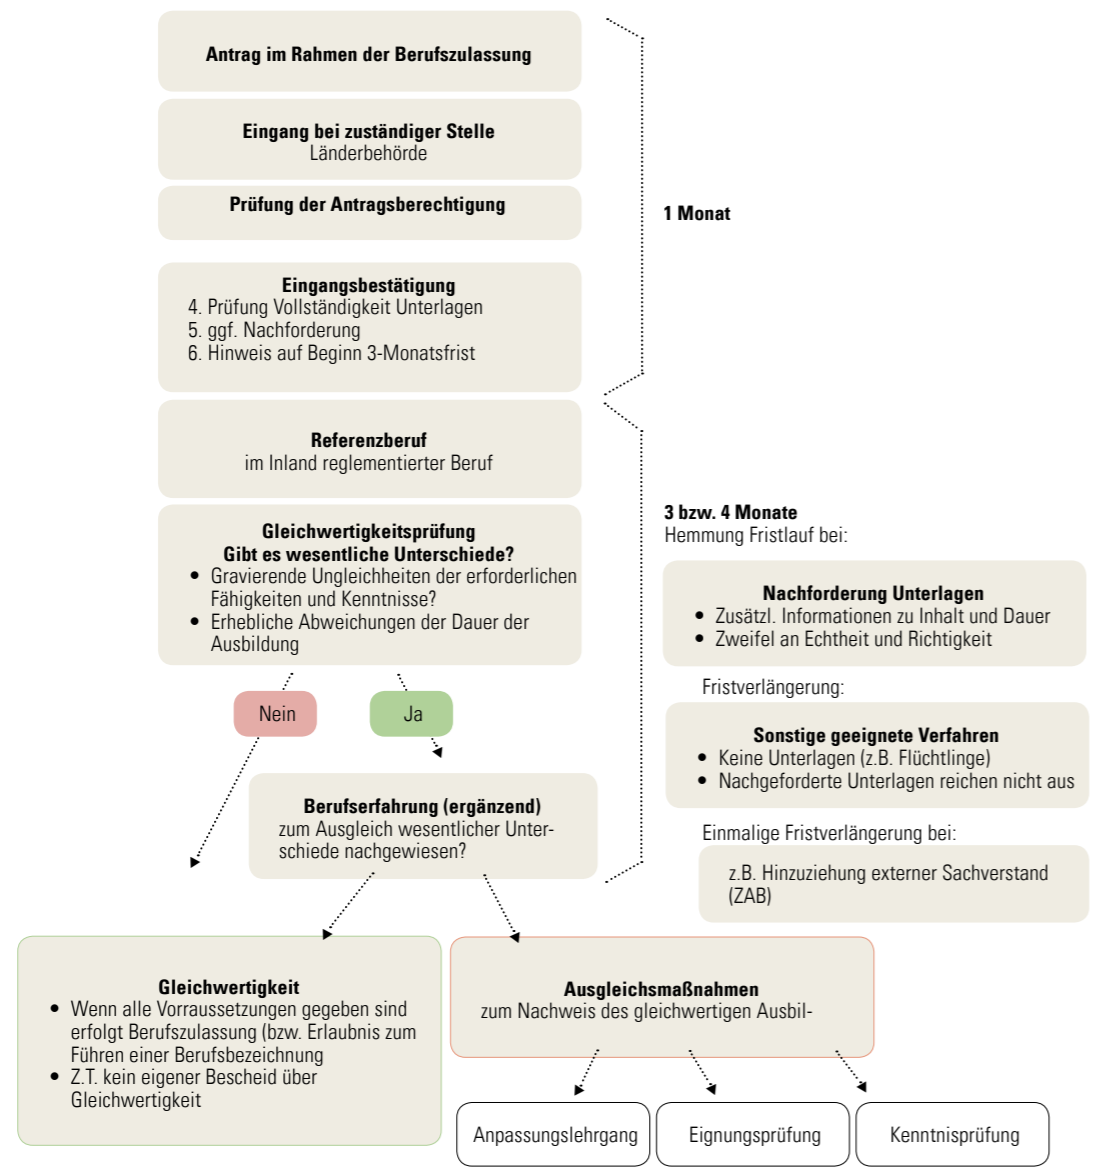 Antrag im Rahmen der Berufszulassung
Eingang bei zuständiger Stelle
Länderbehörde
Prüfung der Antragsberechtigung
1 Monat
Eingangsbestätigung
4. Prüfung Vollständigkeit Unterlagen
5. ggf. Nachforderung
6. Hinweis auf Beginn 3-Monatsfrist
Referenzberuf
im Inland reglementierter Beruf
Gleichwertigkeitsprüfung
Gibt es wesentliche Unterschiede?
• Gravierende Ungleichheiten der erforderlichen
Fähigkeiten und Kenntnisse?
• Erhebliche Abweichungen der Dauer der
Ausbildung
3 bzw. 4 Monate
Hemmung Fristlauf bei:
Nachforderung Unterlagen
• Zusätzl. Informationen zu Inhalt und Dauer
• Zweifel an Echtheit und Richtigkeit
Fristverlängerung:
Sonstige geeignete Verfahren
• Keine Unterlagen (z.B. Flüchtlinge)
• Nachgeforderte Unterlagen reichen nicht aus
Einmalige Fristverlängerung bei:
z.B. Hinzuziehung externer Sachverstand
(ZAB)
Nein
Ja
Berufserfahrung (ergänzend)
zum Ausgleich wesentlicher Unter-
schiede nachgewiesen?
Gleichwertigkeit
• Wenn alle Vorraussetzungen gegeben sind
erfolgt Berufszulassung (bzw. Erlaubnis zum
Führen einer Berufsbezeichnung
• Z.T. kein eigener Bescheid über
Gleichwertigkeit
Ausgleichsmaßnahmen
zum Nachweis des gleichwertigen Ausbil-
Anpassungslehrgang
Eignungsprüfung
Kenntnisprüfung